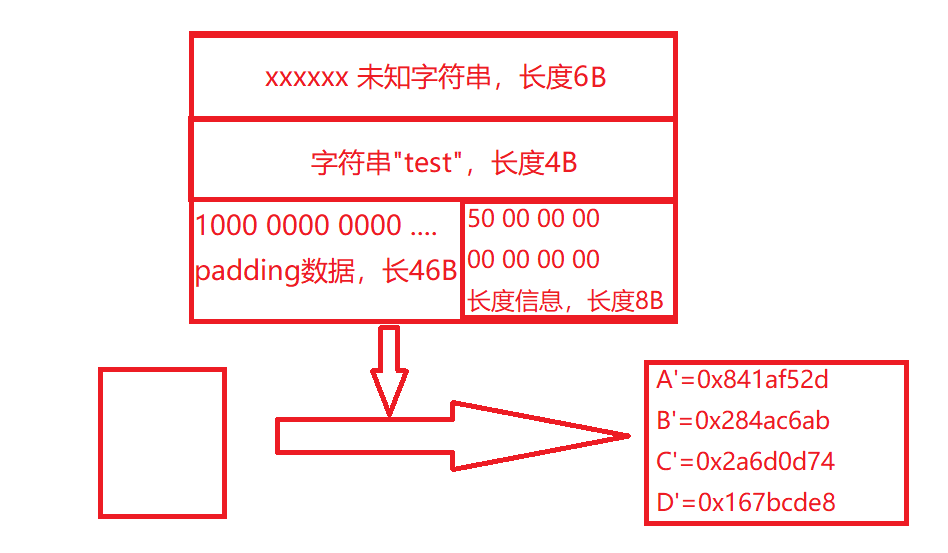 xxxxxx 未知字符串，长度6B
字符串"test"，长度4B
1000 0000 0000 ....
padding数据，长46B
50 00 00 00
00 00 00 00
长度信息，长度8B
A'=0x841af52d
B'=0x284ac6ab
C'=0x2a6d0d74
D'=0x167bcde8